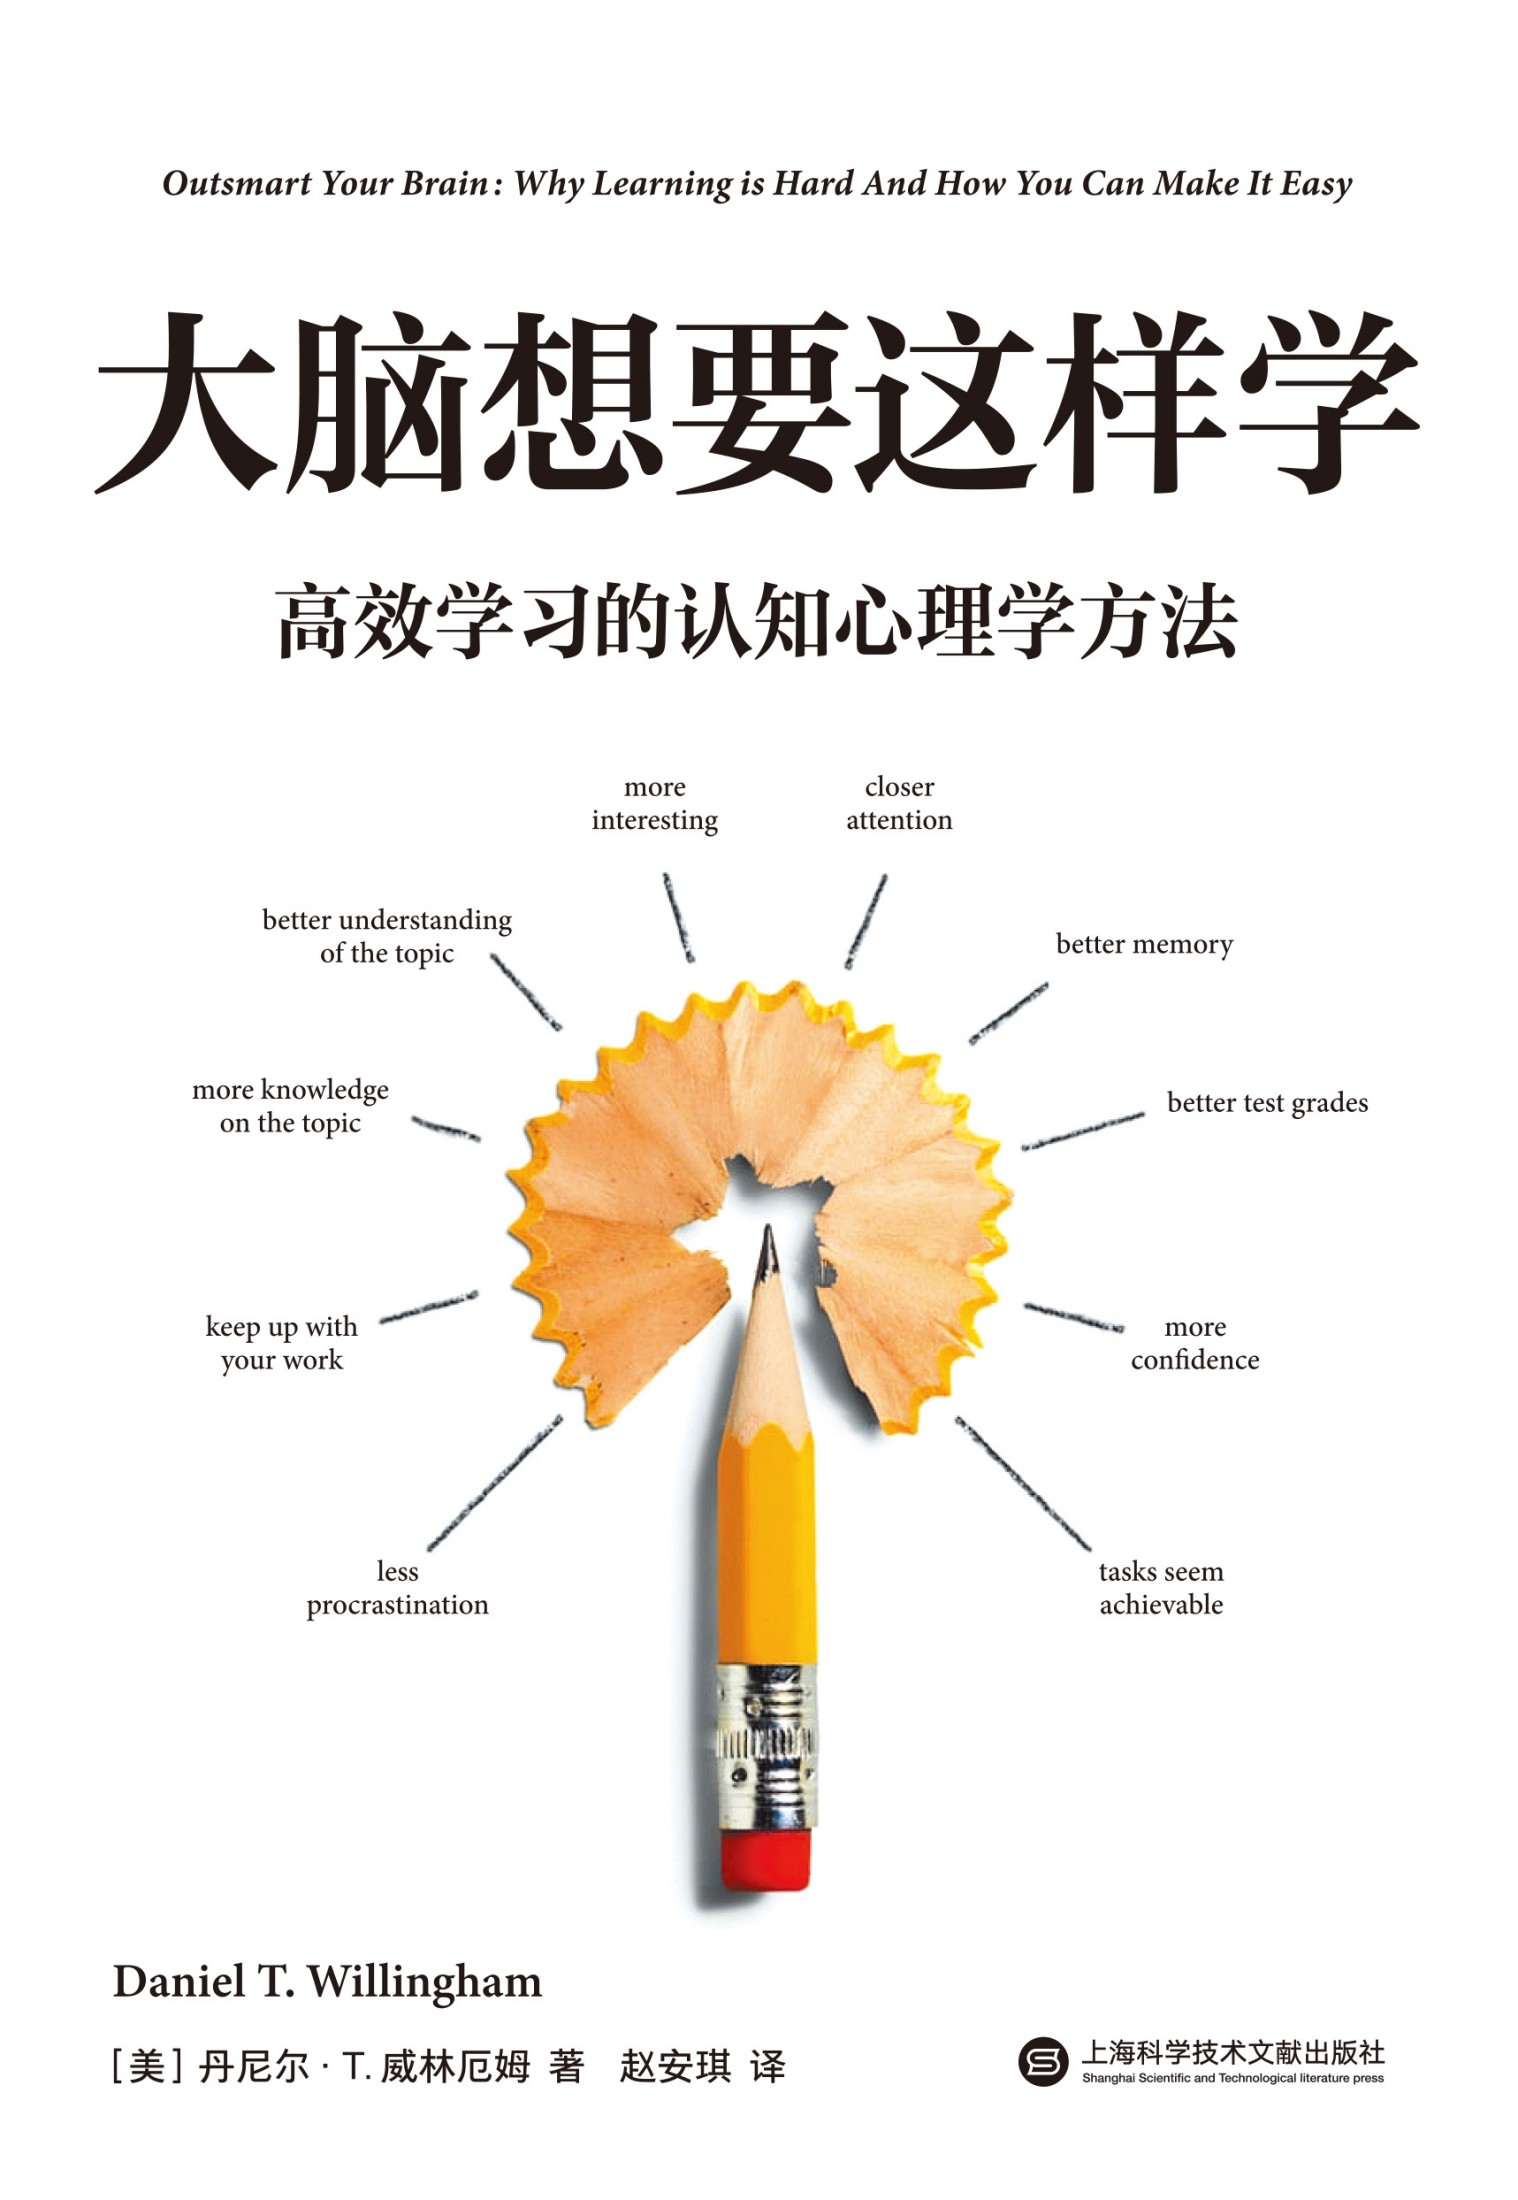 Outsmart Your Brain: Why Learning is Hard And How You Can Make It Easy
大脑想要这样学
高效学习的认知心理学方法
more
interesting
closer
attention
better understanding
of the topic
better memory
more knowledge
on the topic
better test grades
keep up with
your work
more
confidence
less
procrastination
tasks seem
achievable
Daniel T. Willingham
[美] 丹尼尔·T.威林厄姆 著 赵安琪 译
上海科学技术文献出版社
Shanghai Scientific and Technological literature press